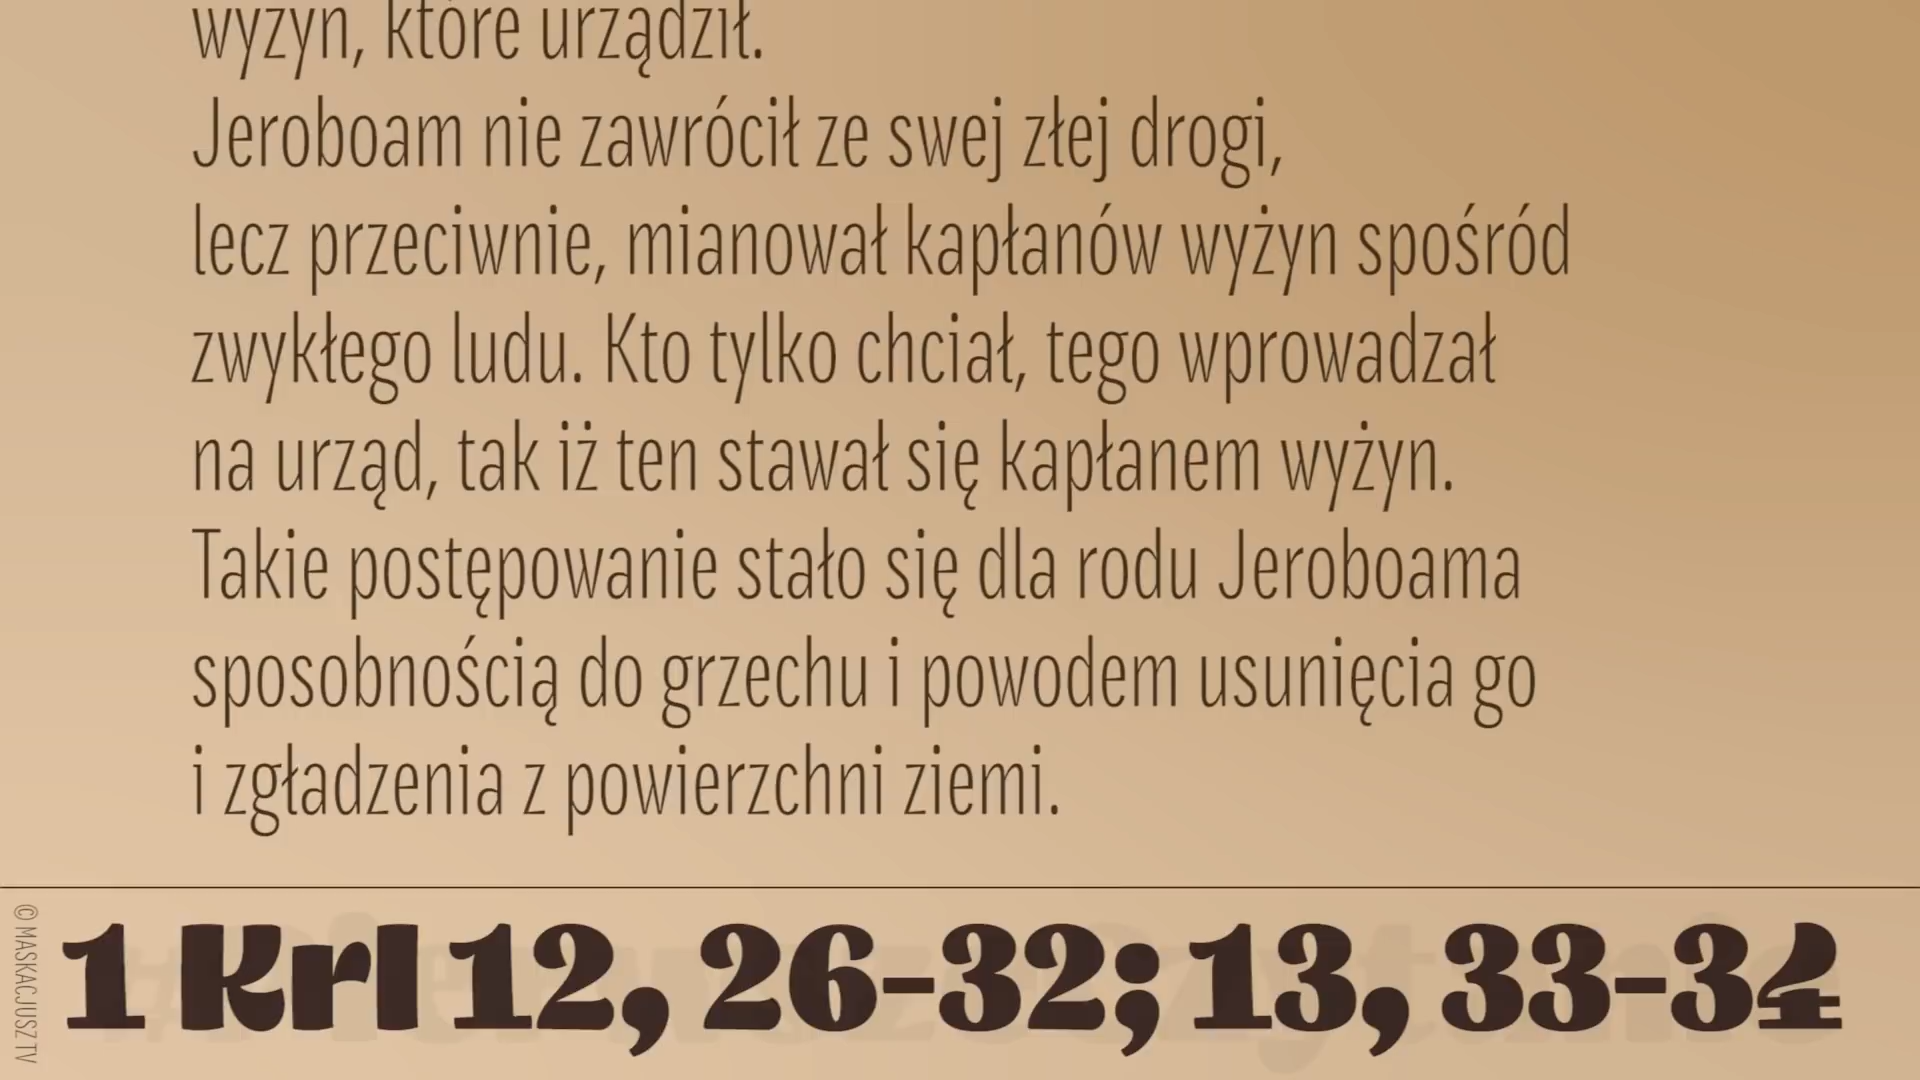 wyżyn, które urządził.
Jeroboam nie zawrócił ze swej złej drogi,
lecz przeciwnie, mianował kapłanów wyżyn spośród
zwykłego ludu. Kto tylko chciał, tego wprowadzał
na urząd, tak iż ten stawał się kapłanem wyżyn.
Takie postępowanie stało się dla rodu Jeroboama
sposobnością do grzechu i powodem usunięcia go
i zgładzenia z powierzchni ziemi.
1 Krl 12, 26-32; 13, 33-34
© MASKACJUSZ TV